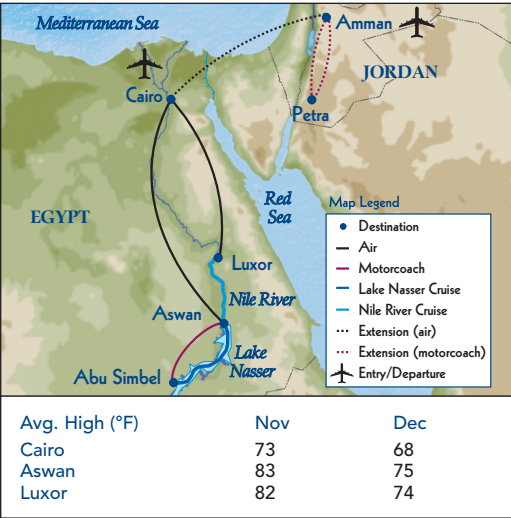 Mediterranean Sea
Amman
JORDAN
Cairo
Petra
Red
Sea
EGYPT
Luxor
Nile River
Aswan
Lake
Nasser
Abu Simbel
Map Legend
Destination
Air
Motorcoach
Lake Nasser Cruise
Nile River Cruise
Extension (air)
Extension (motorcoach)
Entry/Departure
Avg. High (°F) Nov Dec
Cairo 73 68
Aswan 83 75
Luxor 82 74